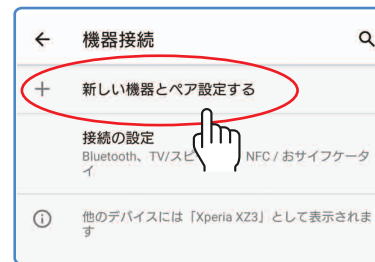 機器接続
新しい機器とペア設定する
接続の設定
Bluetooth、TV/スピ NFC / おサイフケータ
イ
他のデバイスには「Xperia XZ3」として表示されま
す